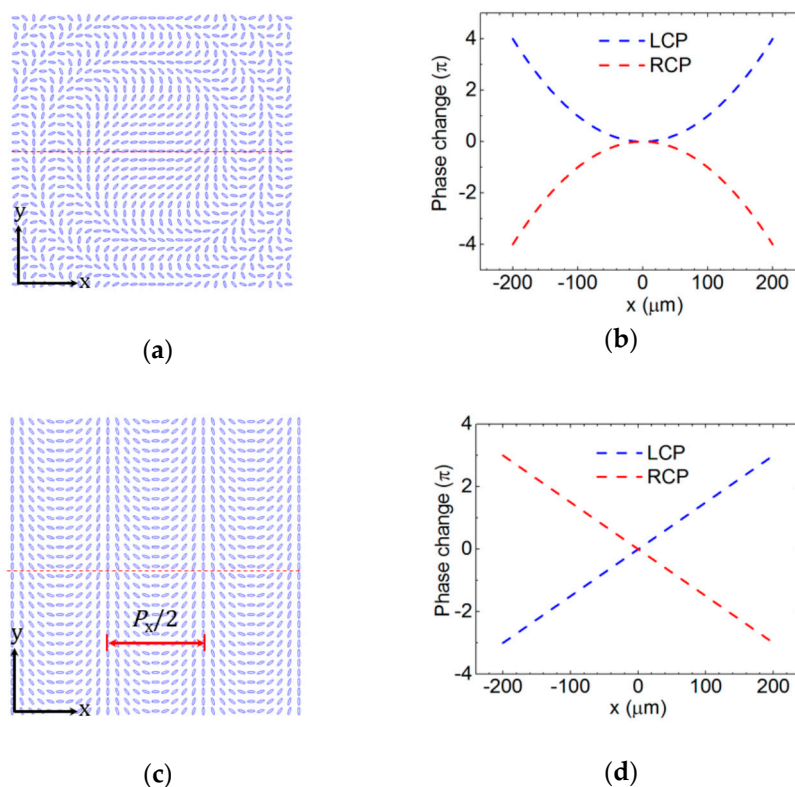 y
x
(a)
4
2
0
-2
-4
Phase change (π)
LCP
RCP
-200 -100 0 100 200
x (μm)
(b)
Px/2
y
x
(c)
4
2
0
-2
-4
Phase change (π)
LCP
RCP
-200 -100 0 100 200
x (μm)
(d)